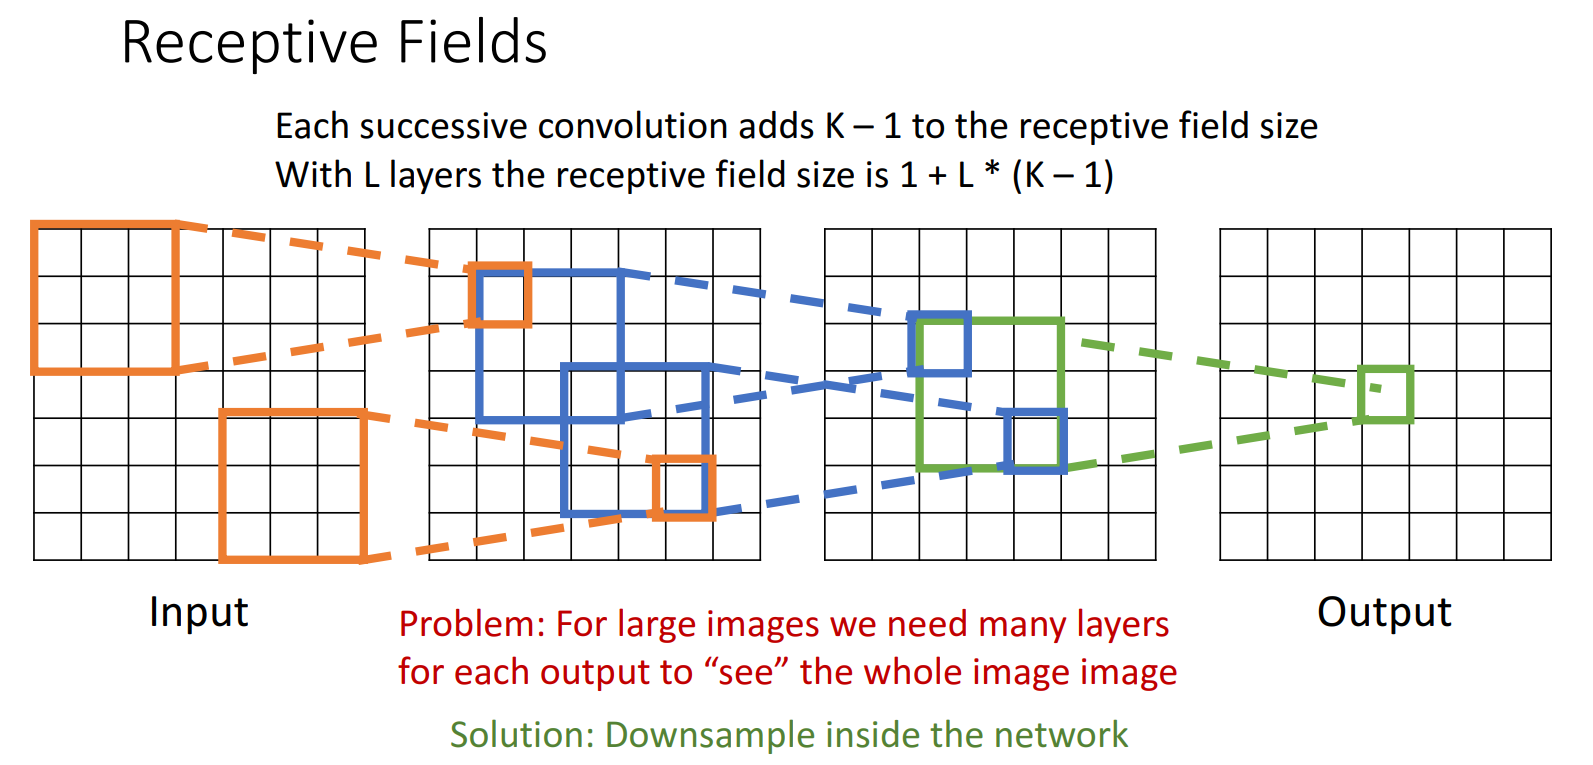 Receptive Fields
Each successive convolution adds K – 1 to the receptive field size
With L layers the receptive field size is 1 + L * (K – 1)
Input
Output
Problem: For large images we need many layers
for each output to “see” the whole image image
Solution: Downsample inside the network